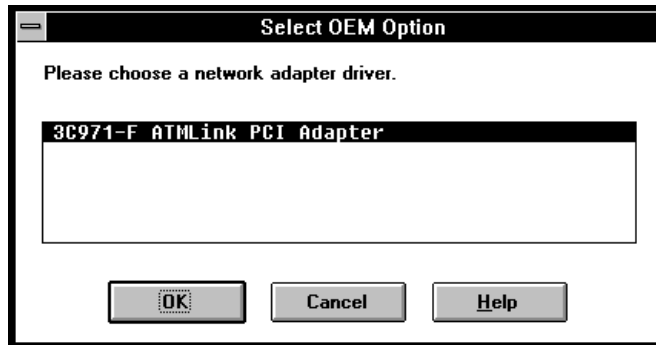 Select OEM Option
Please choose a network adapter driver.
3C971-F ATMLink PCI Adapter
OK Cancel Help